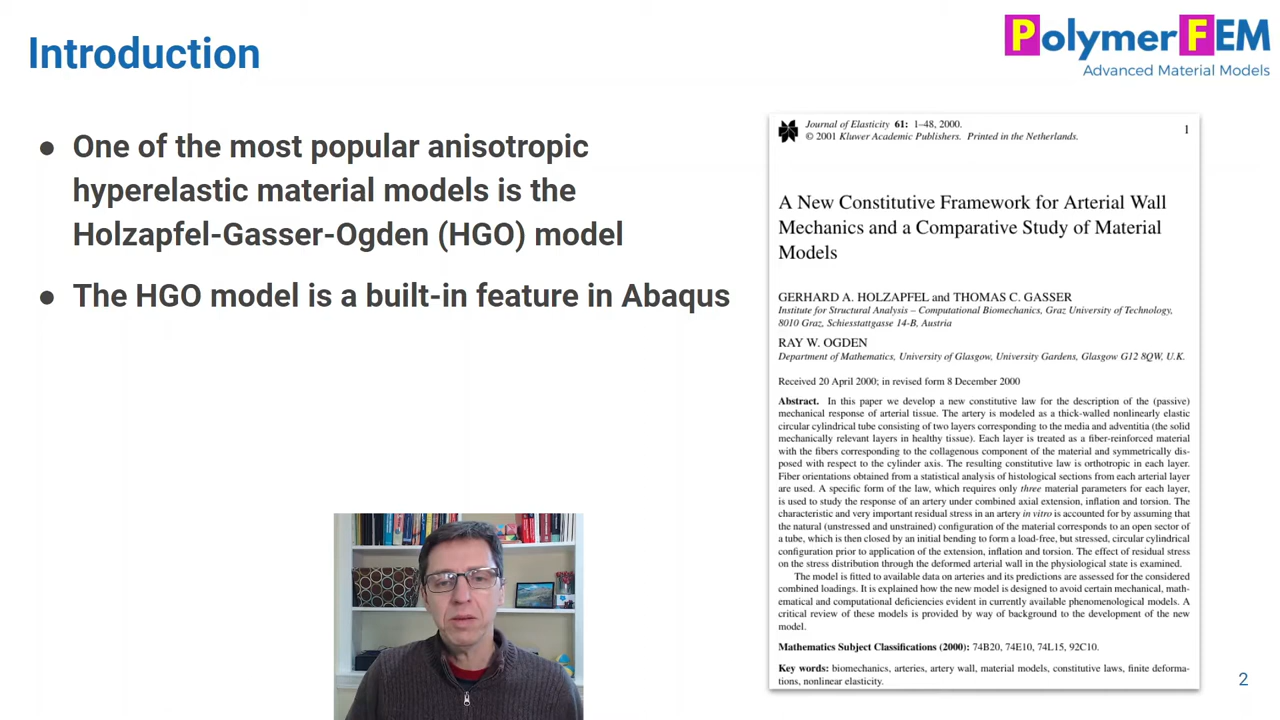 Introduction
PolymerFEM
Advanced Material Models
● One of the most popular anisotropic
hyperelastic material models is the
Holzapfel-Gasser-Ogden (HGO) model
● The HGO model is a built-in feature in Abaqus
Journal of Elasticity 61: 1–48, 2000.
© 2001 Kluwer Academic Publishers. Printed in the Netherlands.
1
A New Constitutive Framework for Arterial Wall
Mechanics and a Comparative Study of Material
Models
GERHARD A. HOLZAPFEL and THOMAS C. GASSER
Institute for Structural Analysis – Computational Biomechanics, Graz University of Technology,
8010 Graz, Schiesstattgasse 14-B, Austria
RAY W. OGDEN
Department of Mathematics, University of Glasgow, University Gardens, Glasgow G12 8QW, U.K.
Received 20 April 2000; in revised form 8 December 2000
Abstract. In this paper we develop a new constitutive law for the description of the (passive)
mechanical response of arterial tissue. The artery is modeled as a thick-walled nonlinearly elastic
circular cylindrical tube consisting of two layers corresponding to the media and adventitia (the solid
mechanically relevant layers in healthy tissue). Each layer is treated as a fiber-reinforced material
with the fibers corresponding to the collagenous component of the material and symmetrically dis-
posed with respect to the cylinder axis. The resulting constitutive law is orthotropic in each layer.
Fiber orientations obtained from a statistical analysis of histological sections from each arterial layer
are used. A specific form of the law, which requires only three material parameters for each layer,
is used to study the response of an artery under combined axial extension, inflation and torsion. The
characteristic and very important residual stress in an artery in vitro is accounted for by assuming that
the natural (unstressed and unstrained) configuration of the material corresponds to an open sector of
a tube, which is then closed by an initial bending to form a load-free, but stressed, circular cylindrical
configuration prior to application of the extension, inflation and torsion. The effect of residual stress
on the stress distribution through the deformed arterial wall in the physiological state is examined.
The model is fitted to available data on arteries and its predictions are assessed for the considered
combined loadings. It is explained how the new model is designed to avoid certain mechanical, math-
ematical and computational deficiencies evident in currently available phenomenological models. A
critical review of these models is provided by way of background to the development of the new
model.
Mathematics Subject Classifications (2000): 74B20, 74E10, 74L15, 92C10.
Key words: biomechanics, arteries, artery wall, material models, constitutive laws, finite deforma-
tions, nonlinear elasticity.
2